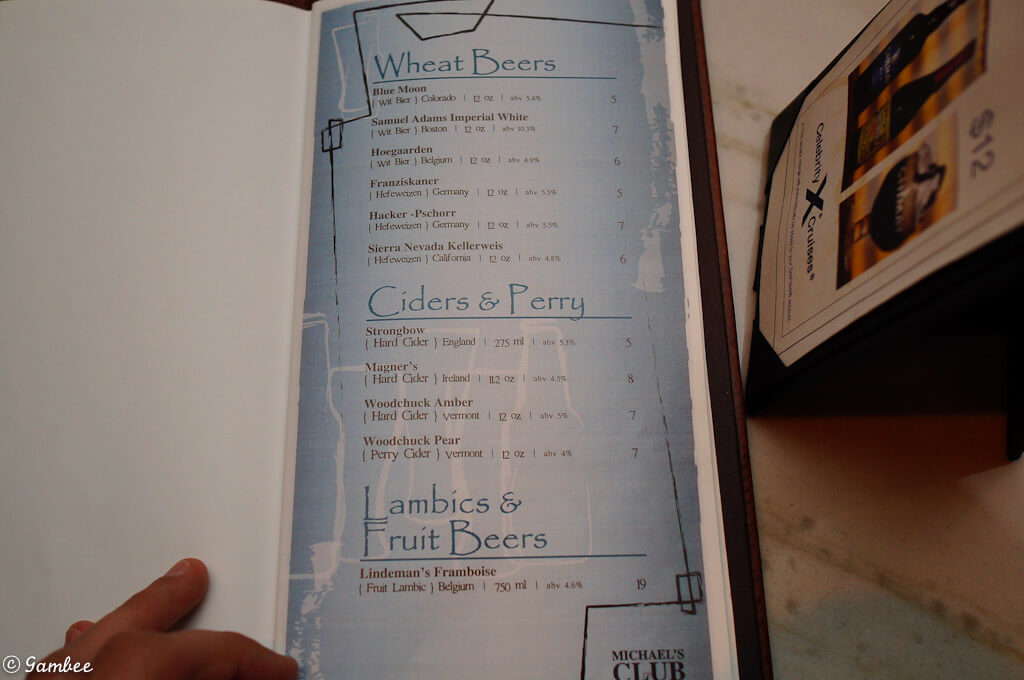 Wheat Beers
Blue Moon
{ Wit Bier } Colorado | 12 oz | abv 5.4% 5
Samuel Adams Imperial White
{ Wit Bier } Boston | 12 oz | abv 10.3% 7
Hoegaarden
{ Wit Bier } Belgium | 12 oz | abv 4.9% 6
Franziskaner
{ Hefeweizen } Germany | 12 oz | abv 5.5% 5
Hacker -Pschorr
{ Hefeweizen } Germany | 12 oz | abv 5.5% 7
Sierra Nevada Kellerweis
{ Hefeweizen } California | 12 oz | abv 4.8% 6
Ciders & Perry
Strongbow
{ Hard Cider } England | 275 ml | abv 5.3% 5
Magner's
{ Hard Cider } Ireland | 11.2 oz | abv 4.5% 8
Woodchuck Amber
{ Hard Cider } Vermont | 12 oz | abv 5% 7
Woodchuck Pear
{ Perry Cider } Vermont | 12 oz | abv 4% 7
Lambics &
Fruit Beers
Lindeman's Framboise
{ Fruit Lambic } Belgium | 750 ml | abv 4.6% 19
MICHAEL'S
CLUB
$12
Celebrity X® Cruises®
© Gambee